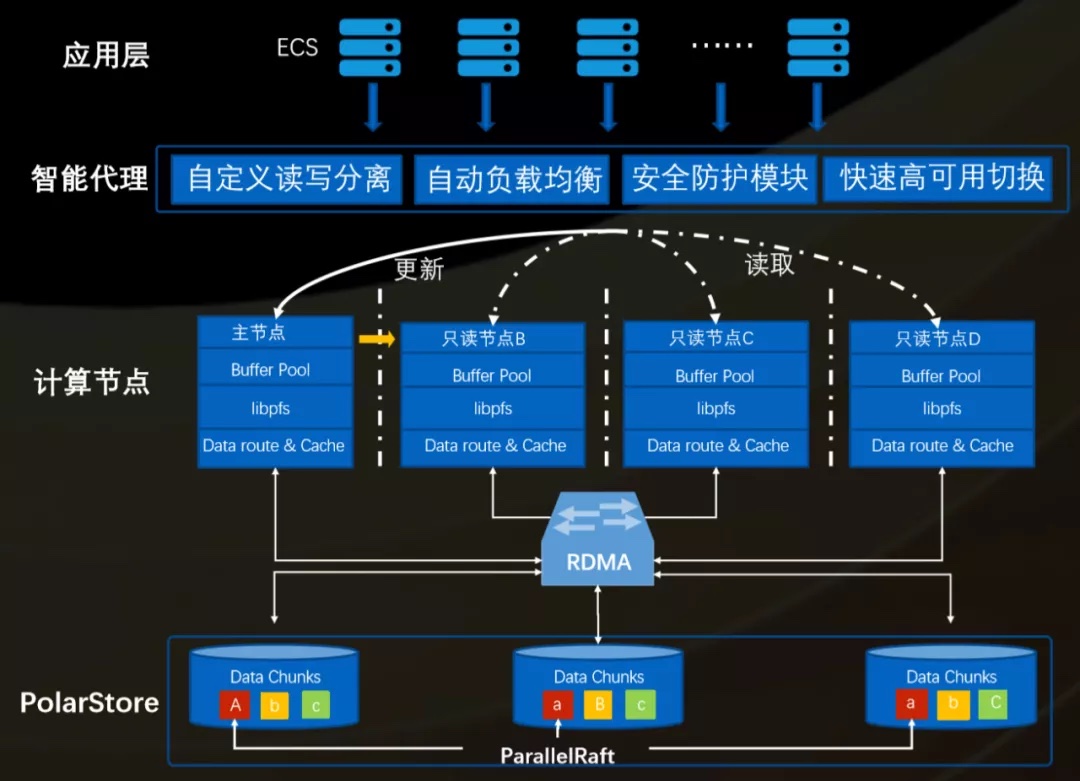 应用层
ECS
……
智能代理
自定义读写分离
自动负载均衡
安全防护模块
快速高可用切换
更新
读取
计算节点
主节点
Buffer Pool
libpfs
Data route & Cache
只读节点B
Buffer Pool
libpfs
Data route & Cache
只读节点C
Buffer Pool
libpfs
Data route & Cache
只读节点D
Buffer Pool
libpfs
Data route & Cache
RDMA
PolarStore
Data Chunks
A b c
Data Chunks
a B c
Data Chunks
a b C
ParallelRaft